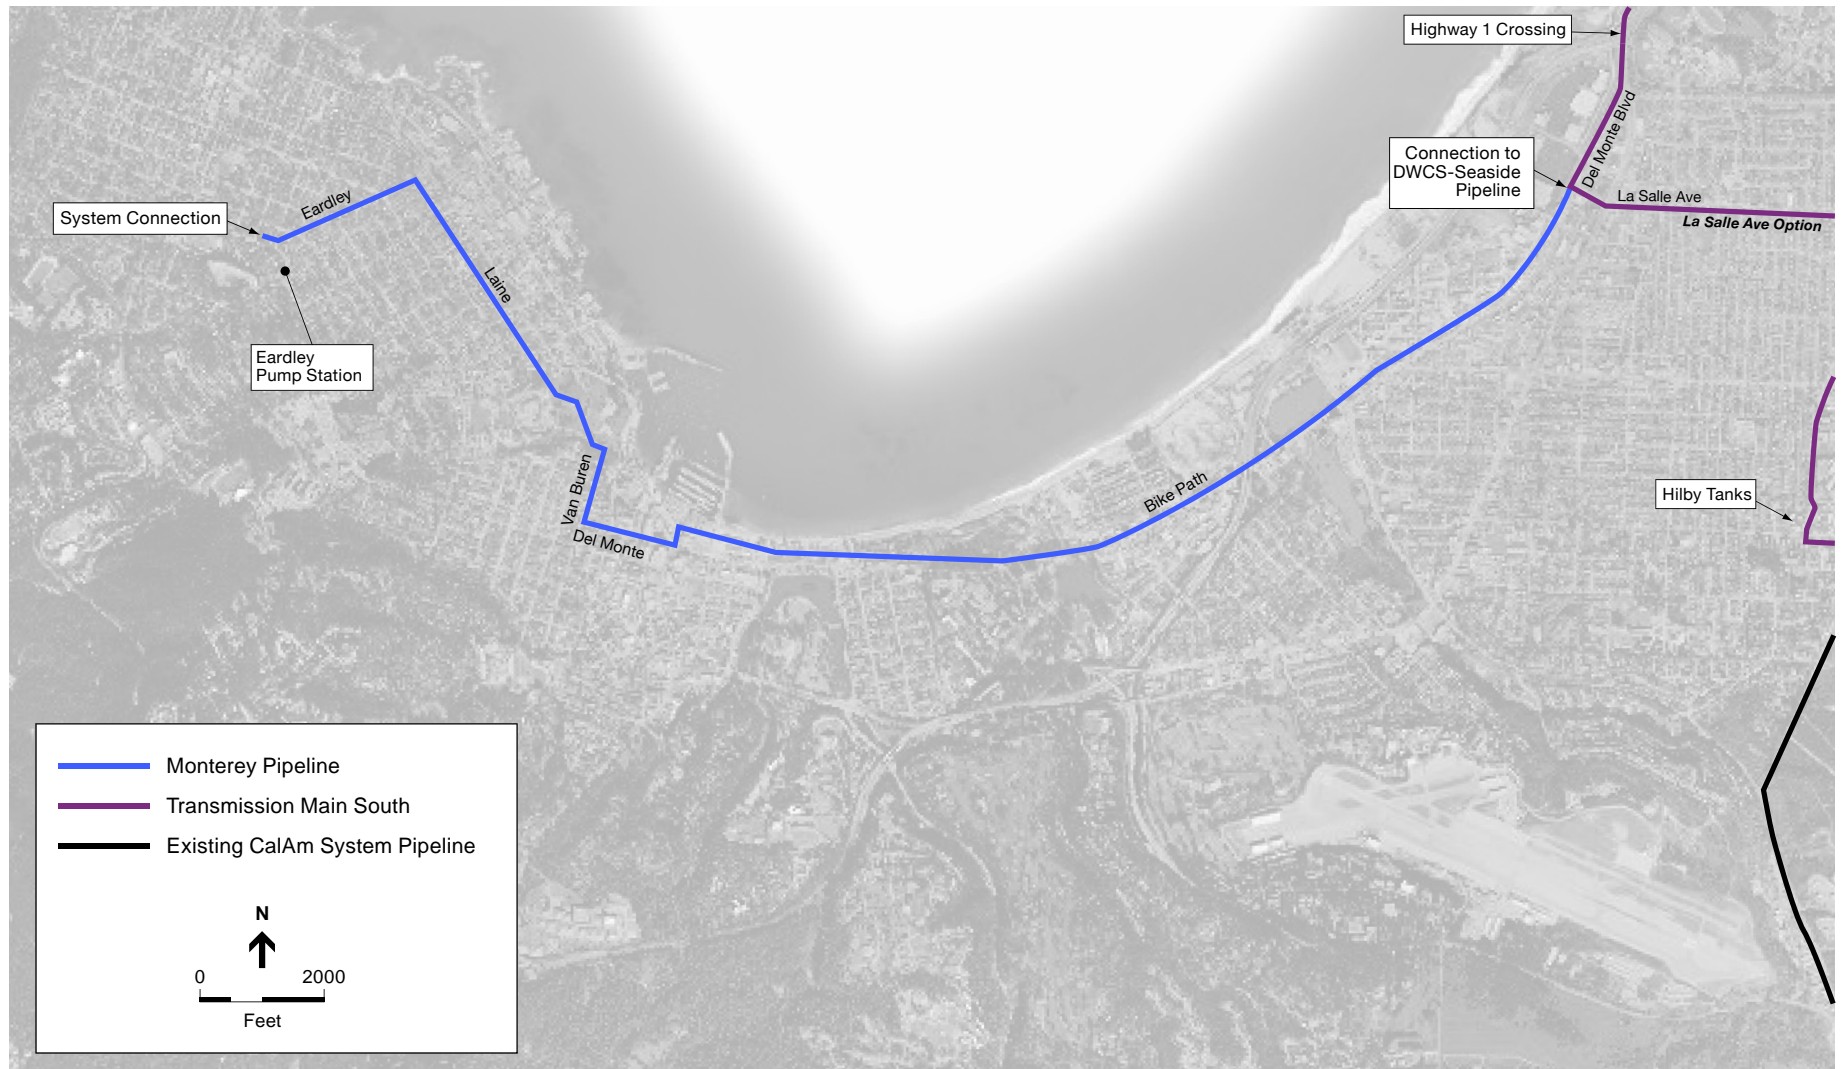 Highway 1 Crossing
Del Monte Blvd
Connection to
DWCS-Seaside
Pipeline
La Salle Ave
La Salle Ave Option
Eardley
System Connection
Laine
Eardley
Pump Station
Van Buren
Del Monte
Bike Path
Hilby Tanks
Monterey Pipeline
Transmission Main South
Existing CalAm System Pipeline
N
0 2000
Feet